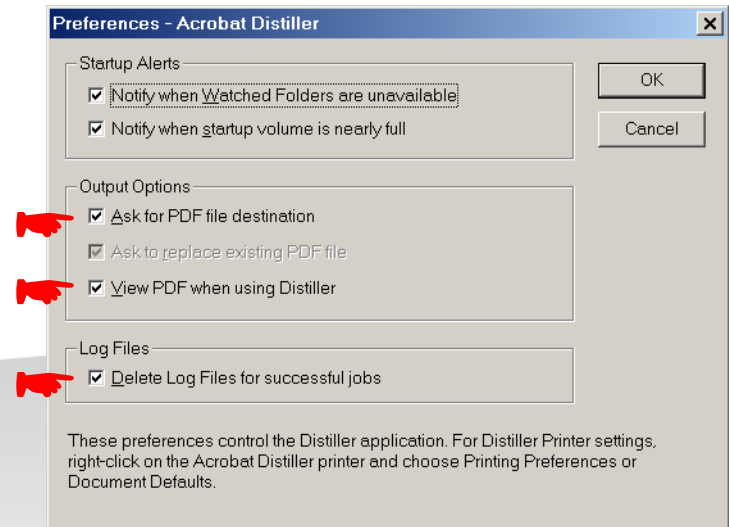 Preferences - Acrobat Distiller
Startup Alerts
Notify when Watched Folders are unavailable
Notify when startup volume is nearly full
OK
Cancel
Output Options
Ask for PDF file destination
Ask to replace existing PDF file
View PDF when using Distiller
Log Files
Delete Log Files for successful jobs
These preferences control the Distiller application. For Distiller Printer settings,
right-click on the Acrobat Distiller printer and choose Printing Preferences or
Document Defaults.